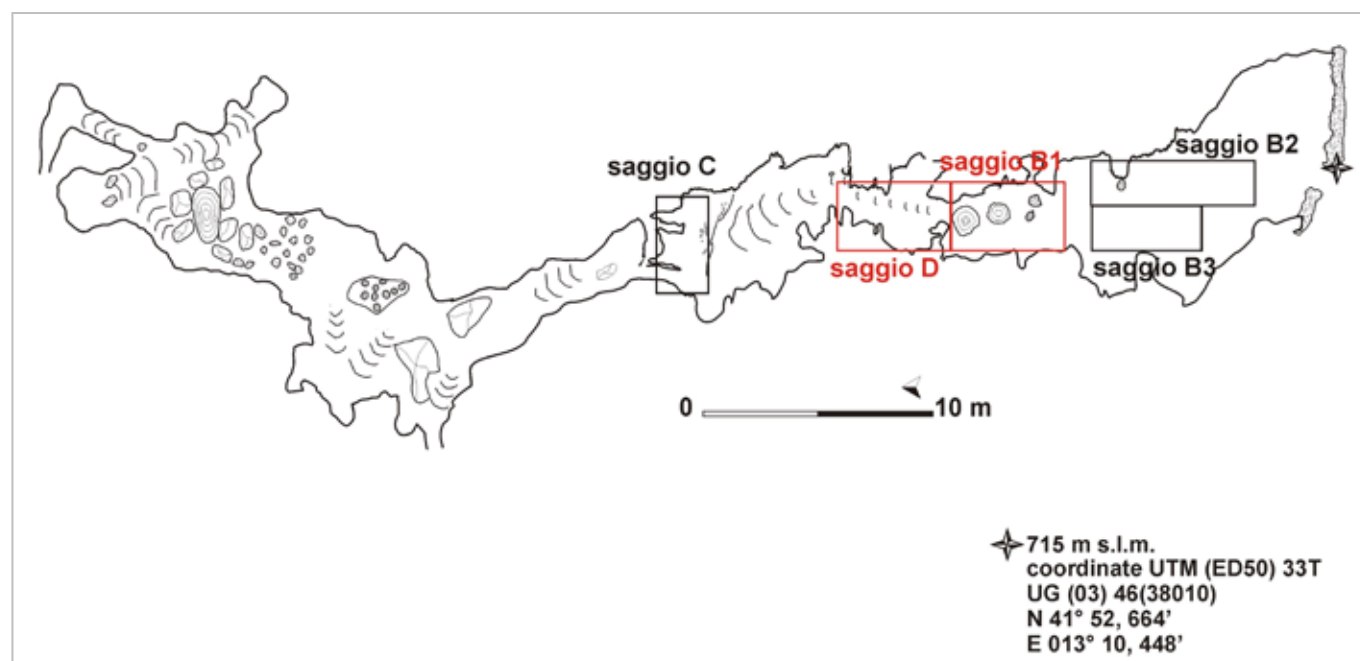 saggio B2
saggio B1
saggio C
saggio D
saggio B3
0 10 m
715 m s.l.m.
coordinate UTM (ED50) 33T
UG (03) 46(38010)
N 41° 52, 664’
E 013° 10, 448’